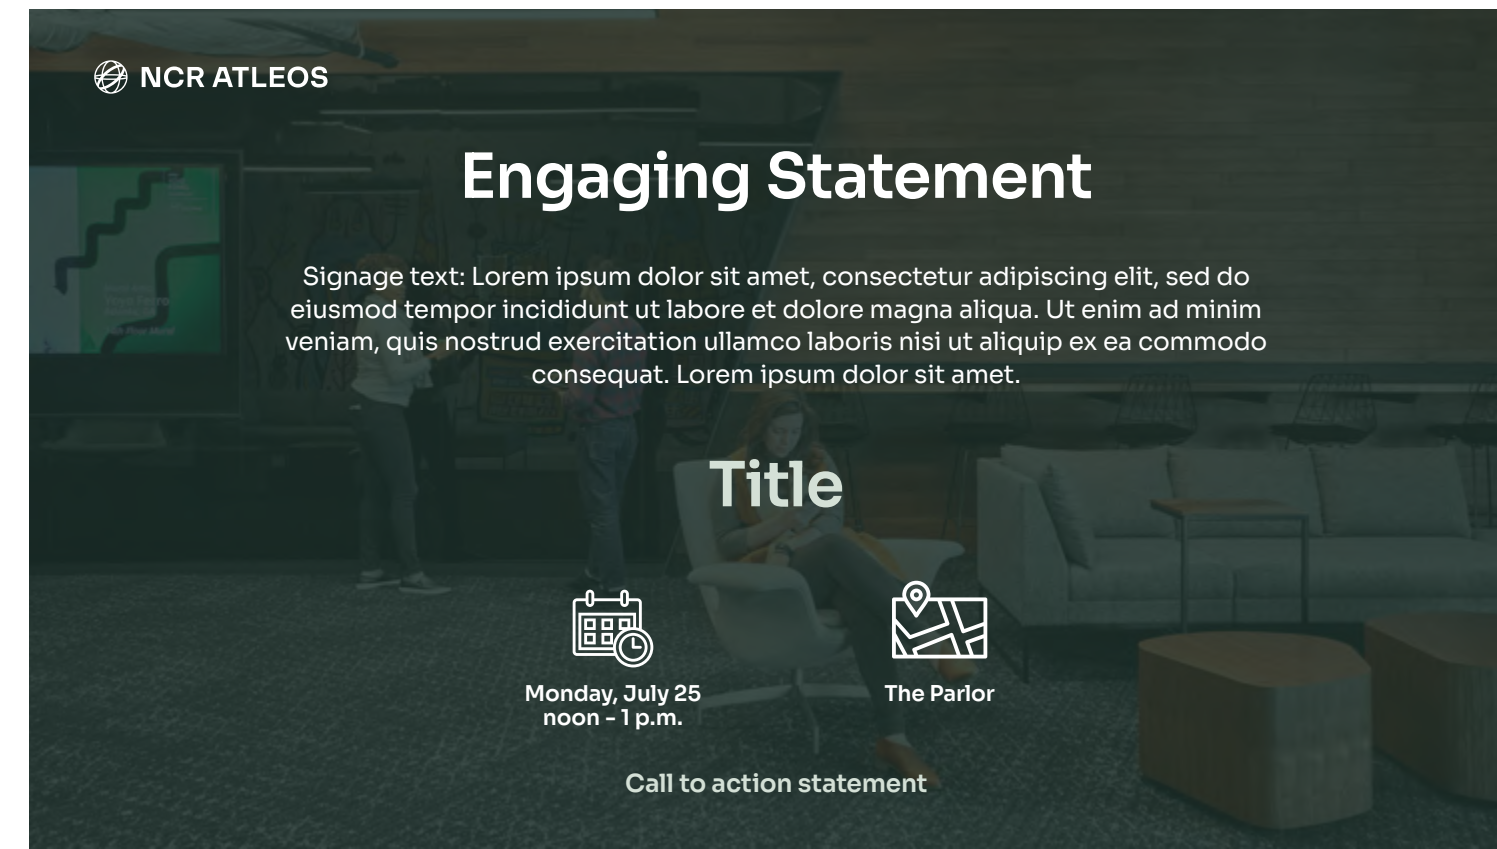 NCR ATLEOS
Engaging Statement
Signage text: Lorem ipsum dolor sit amet, consectetur adipiscing elit, sed do
eiusmod tempor incididunt ut labore et dolore magna aliqua. Ut enim ad minim
veniam, quis nostrud exercitation ullamco laboris nisi ut aliquip ex ea commodo
consequat. Lorem ipsum dolor sit amet.
Title
Monday, July 25
noon - 1 p.m.
The Parlor
Call to action statement